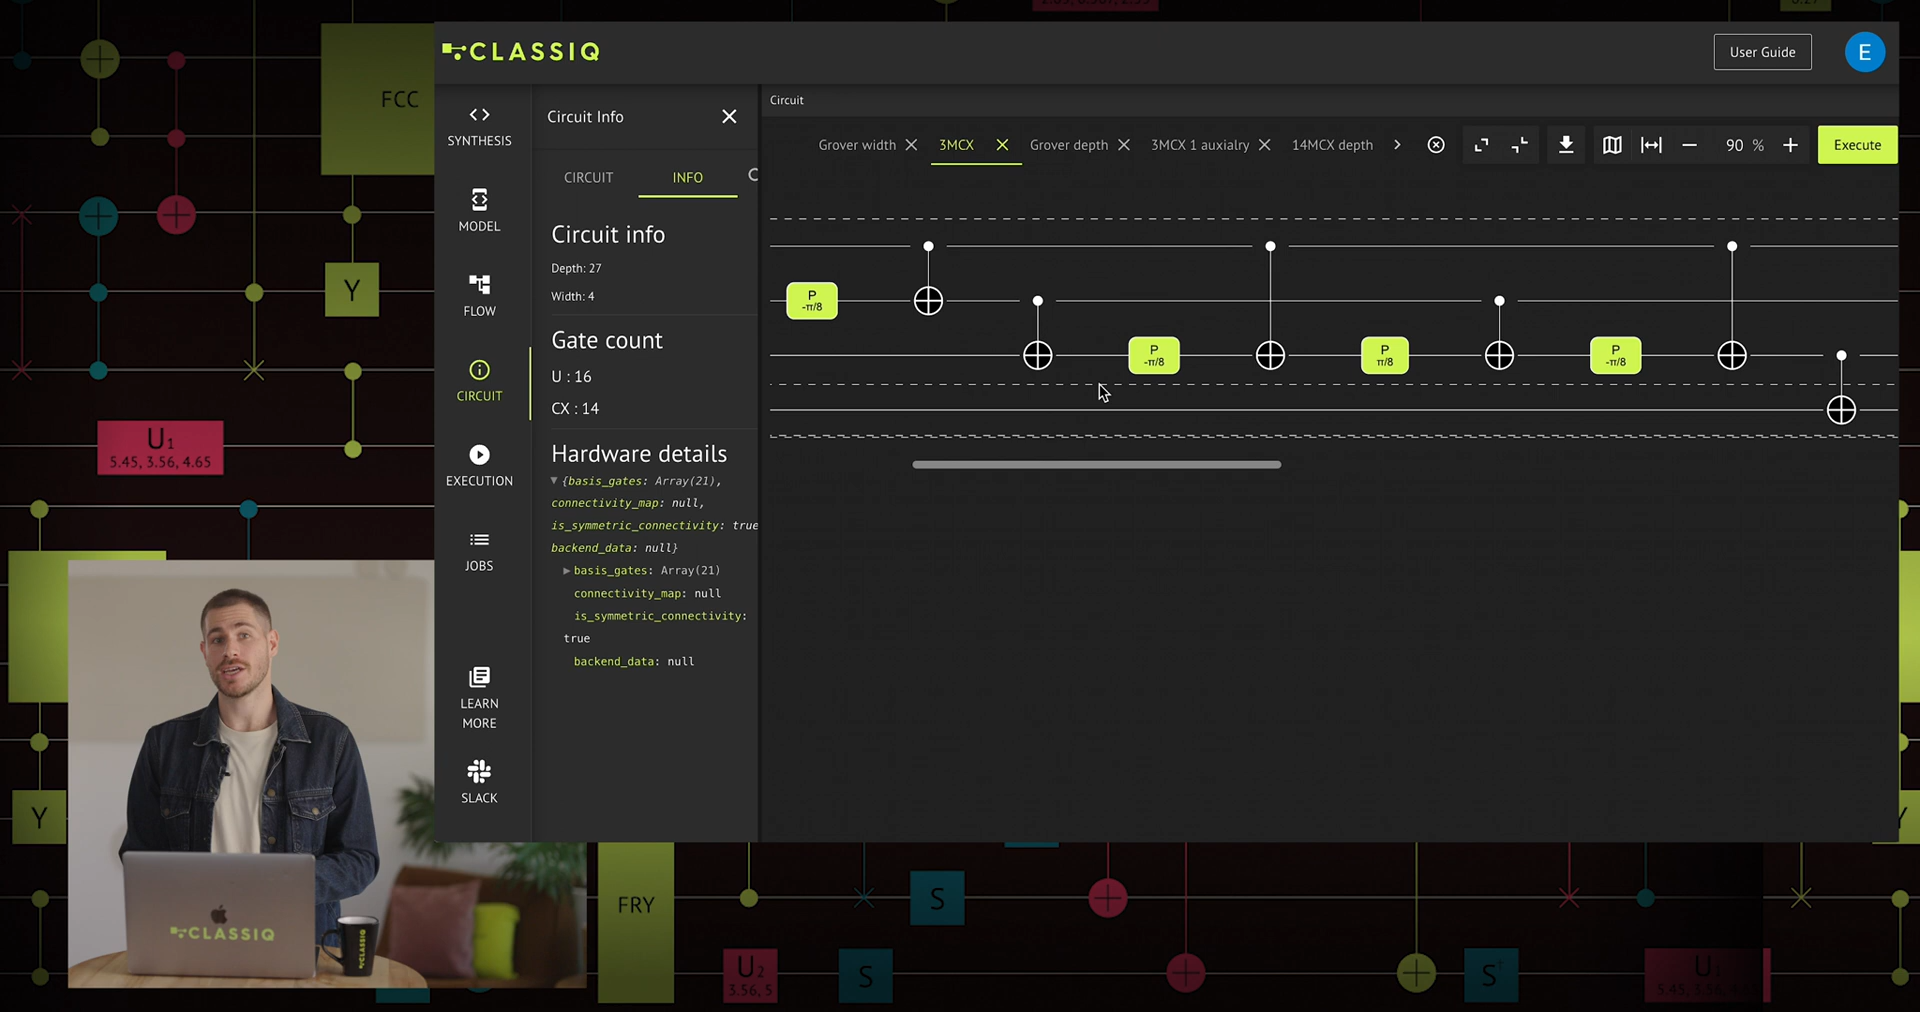 FCC
Y
U₁
5.45, 3.56, 4.65
Y
CLASSIQ
User Guide
E
SYNTHESIS
MODEL
FLOW
CIRCUIT
EXECUTION
JOBS
LEARN
MORE
SLACK
Circuit Info
CIRCUIT
INFO
Circuit info
Depth: 27
Width: 4
Gate count
U : 16
CX : 14
Hardware details
{basis_gates: Array(21),
connectivity_map: null,
is_symmetric_connectivity: true
backend_data: null}
basis_gates: Array(21)
connectivity_map: null
is_symmetric_connectivity:
true
backend_data: null
Circuit
Grover width
3MCX
Grover depth
3MCX 1 auxialry
14MCX depth
90 %
Execute
P
-π/8
P
-π/8
P
π/8
P
-π/8
CLASSIQ
CLASSIQ
FRY
S
U₂
3.56, 5
S
S†